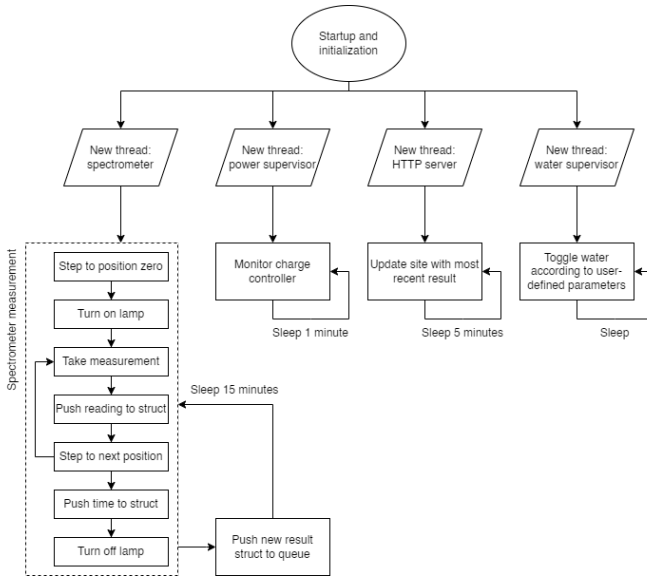 Startup and
initialization
New thread:
spectrometer
New thread:
power supervisor
New thread:
HTTP server
New thread:
water supervisor
Spectrometer measurement
Step to position zero
Turn on lamp
Take measurement
Push reading to struct
Step to next position
Push time to struct
Turn off lamp
Monitor charge
controller
Sleep 1 minute
Update site with most
recent result
Sleep 5 minutes
Toggle water
according to user-
defined parameters
Sleep
Sleep 15 minutes
Push new result
struct to queue